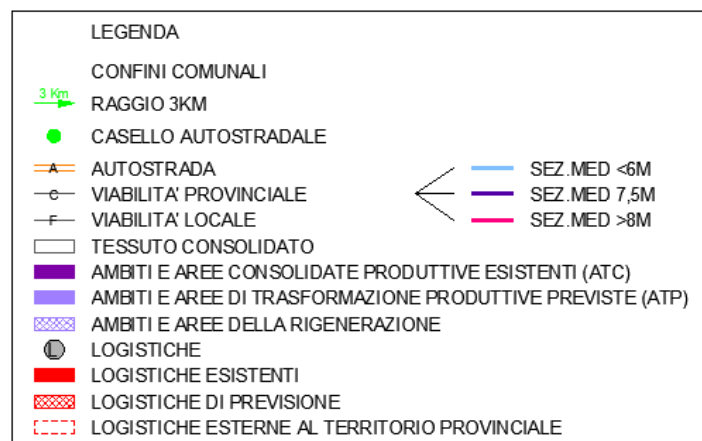 LEGENDA
CONFINI COMUNALI
3 Km RAGGIO 3KM
CASELLO AUTOSTRADALE
A AUTOSTRADA SEZ.MED <6M
C VIABILITA' PROVINCIALE SEZ.MED 7,5M
F VIABILITA' LOCALE SEZ.MED >8M
TESSUTO CONSOLIDATO
AMBITI E AREE CONSOLIDATE PRODUTTIVE ESISTENTI (ATC)
AMBITI E AREE DI TRASFORMAZIONE PRODUTTIVE PREVISTE (ATP)
AMBITI E AREE DELLA RIGENERAZIONE
L LOGISTICHE
LOGISTICHE ESISTENTI
LOGISTICHE DI PREVISIONE
LOGISTICHE ESTERNE AL TERRITORIO PROVINCIALE